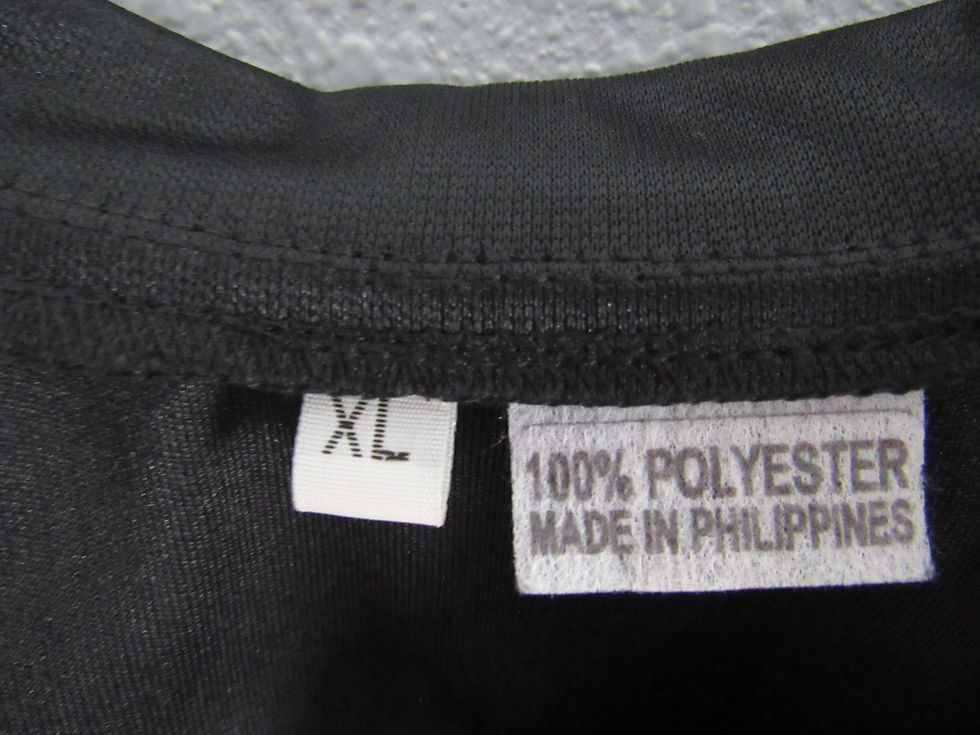 XL
100% POLYESTER
MADE IN PHILIPPINES